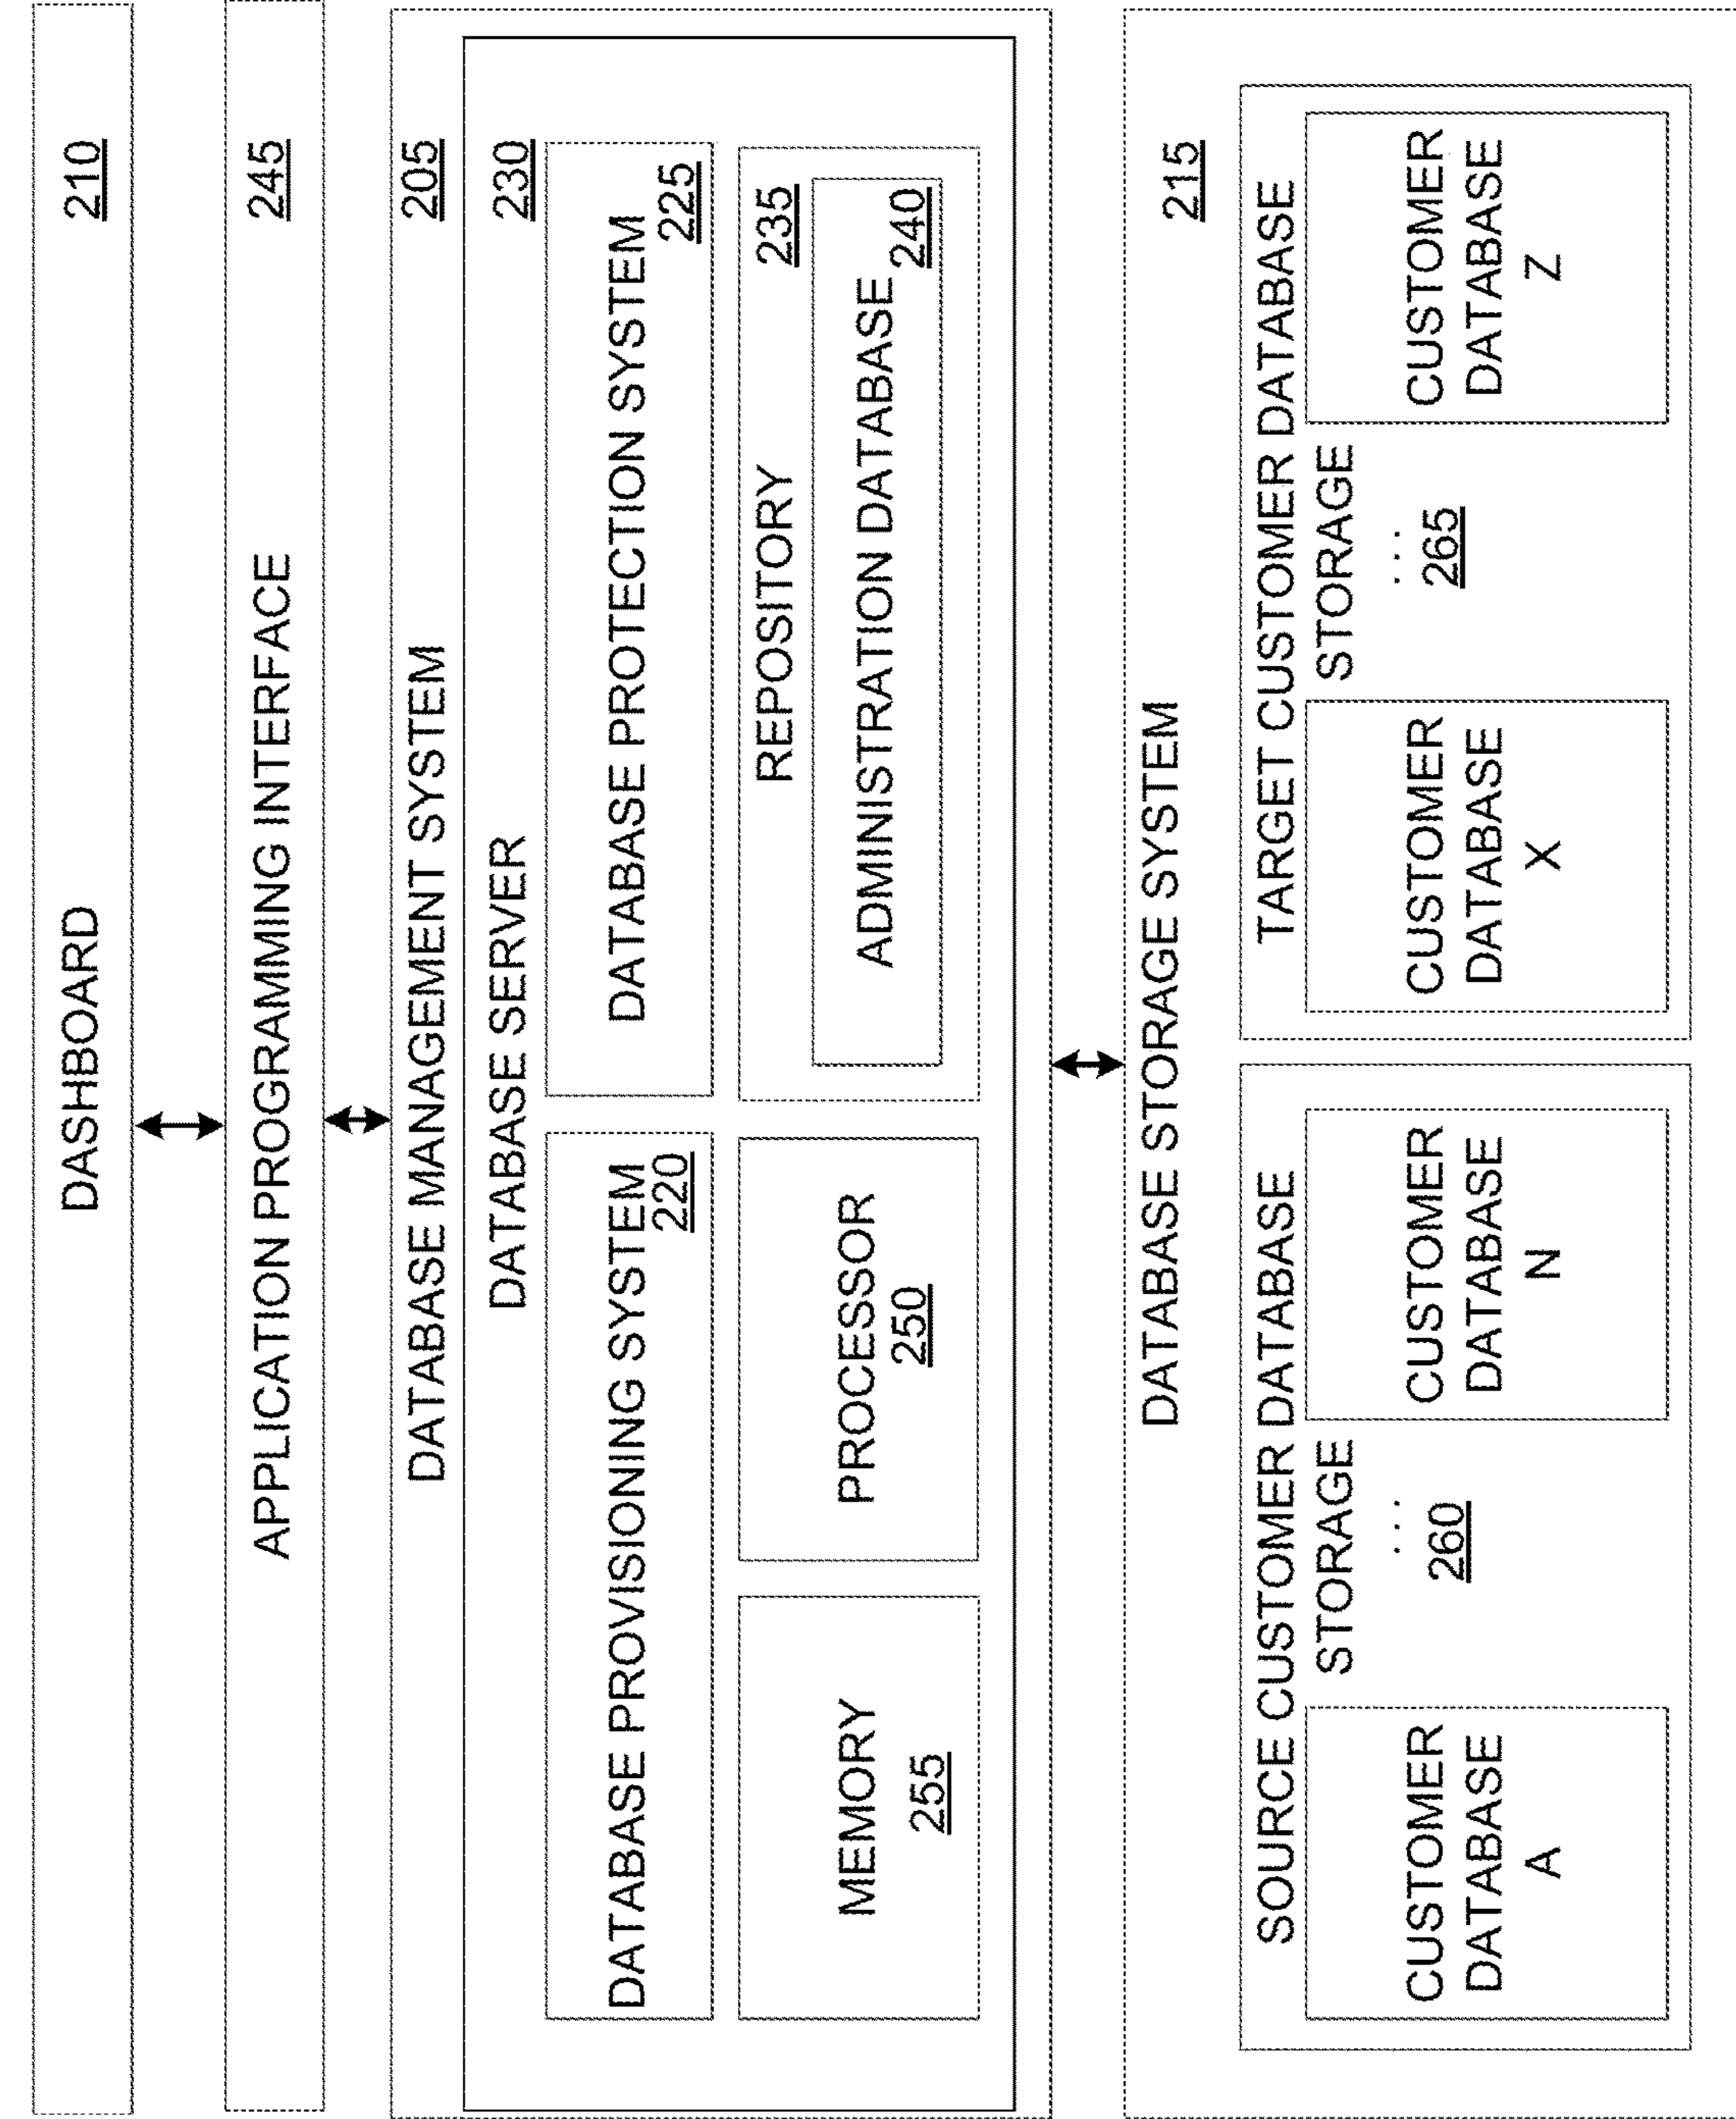 DASHBOARD
210
APPLICATION PROGRAMMING INTERFACE
245
DATABASE MANAGEMENT SYSTEM
205
DATABASE SERVER
230
DATABASE PROVISIONING SYSTEM
220
DATABASE PROTECTION SYSTEM
225
MEMORY
255
PROCESSOR
250
REPOSITORY
235
ADMINISTRATION DATABASE
240
DATABASE STORAGE SYSTEM
215
SOURCE CUSTOMER DATABASE
STORAGE
CUSTOMER
DATABASE
A
. . .
260
CUSTOMER
DATABASE
N
TARGET CUSTOMER DATABASE
STORAGE
CUSTOMER
DATABASE
X
. . .
265
CUSTOMER
DATABASE
Z